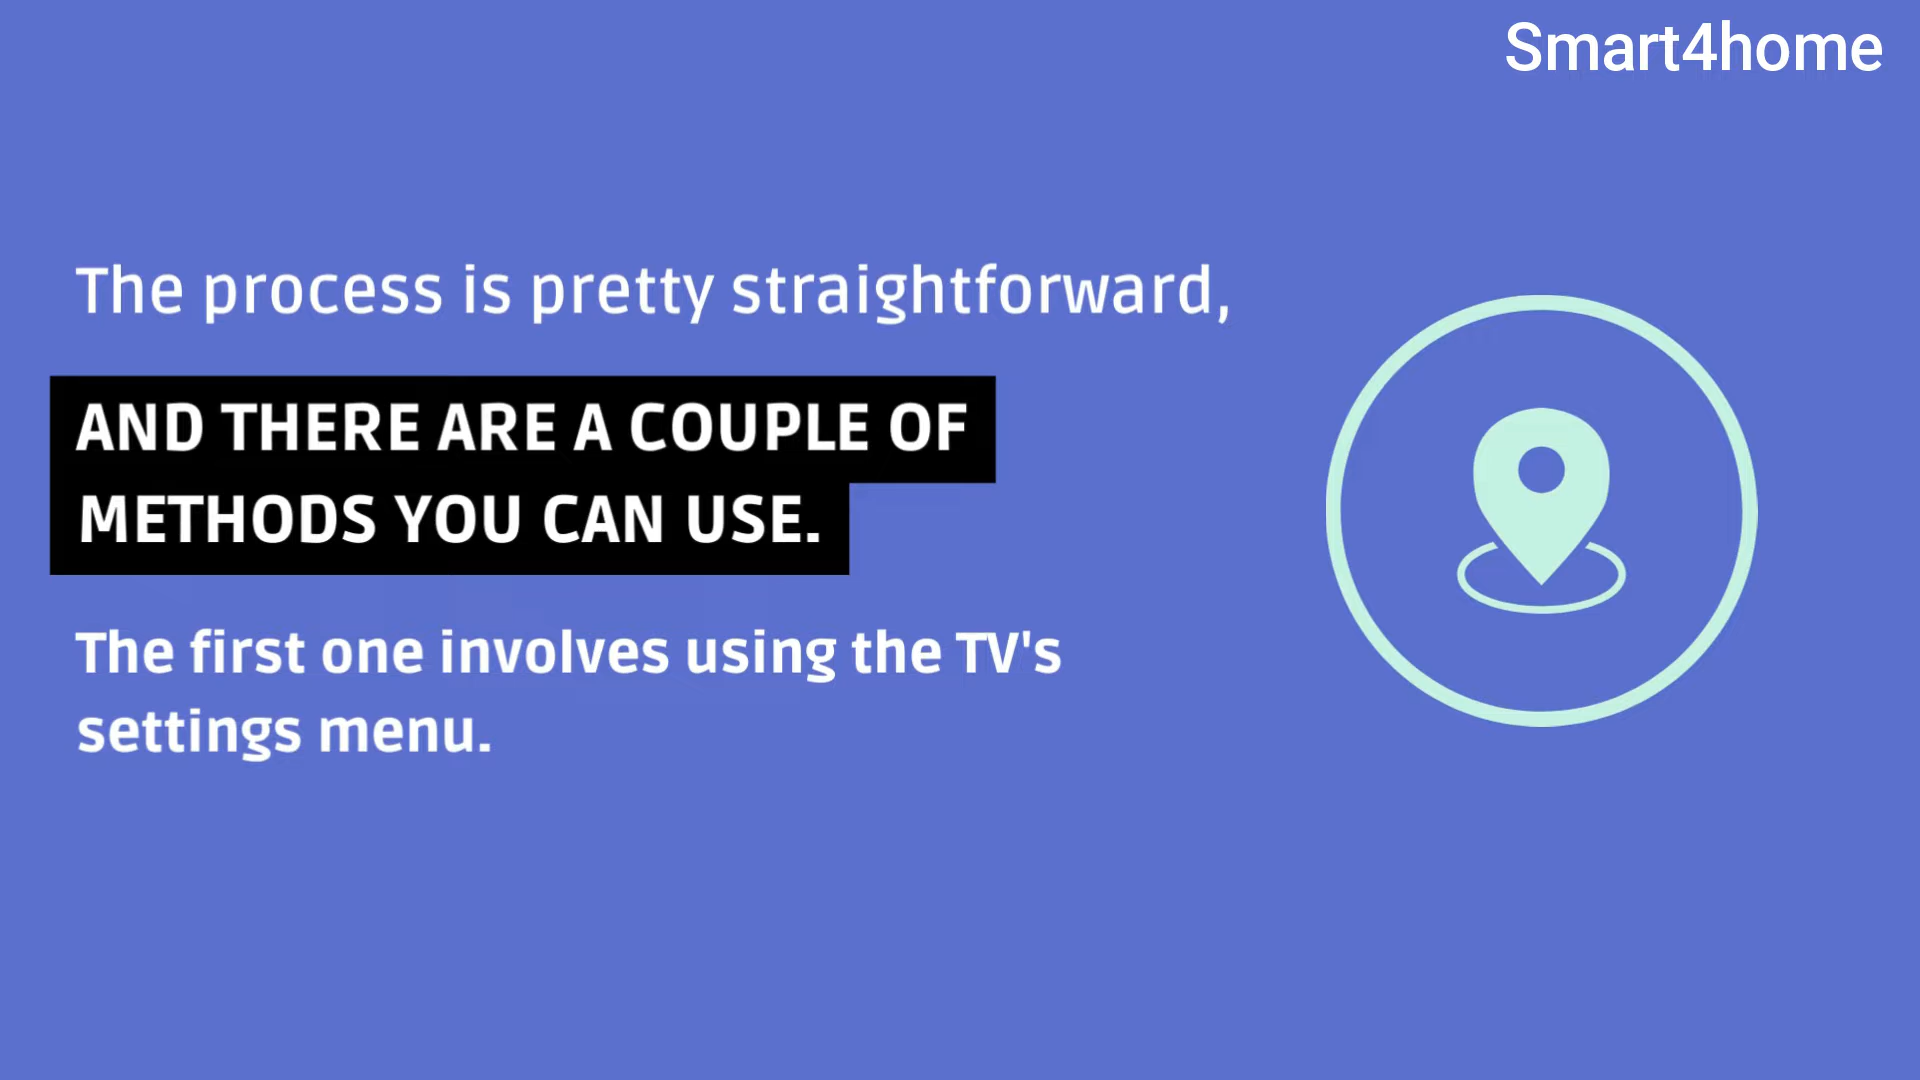 Smart4home
The process is pretty straightforward,
AND THERE ARE A COUPLE OF
METHODS YOU CAN USE.
The first one involves using the TV's
settings menu.